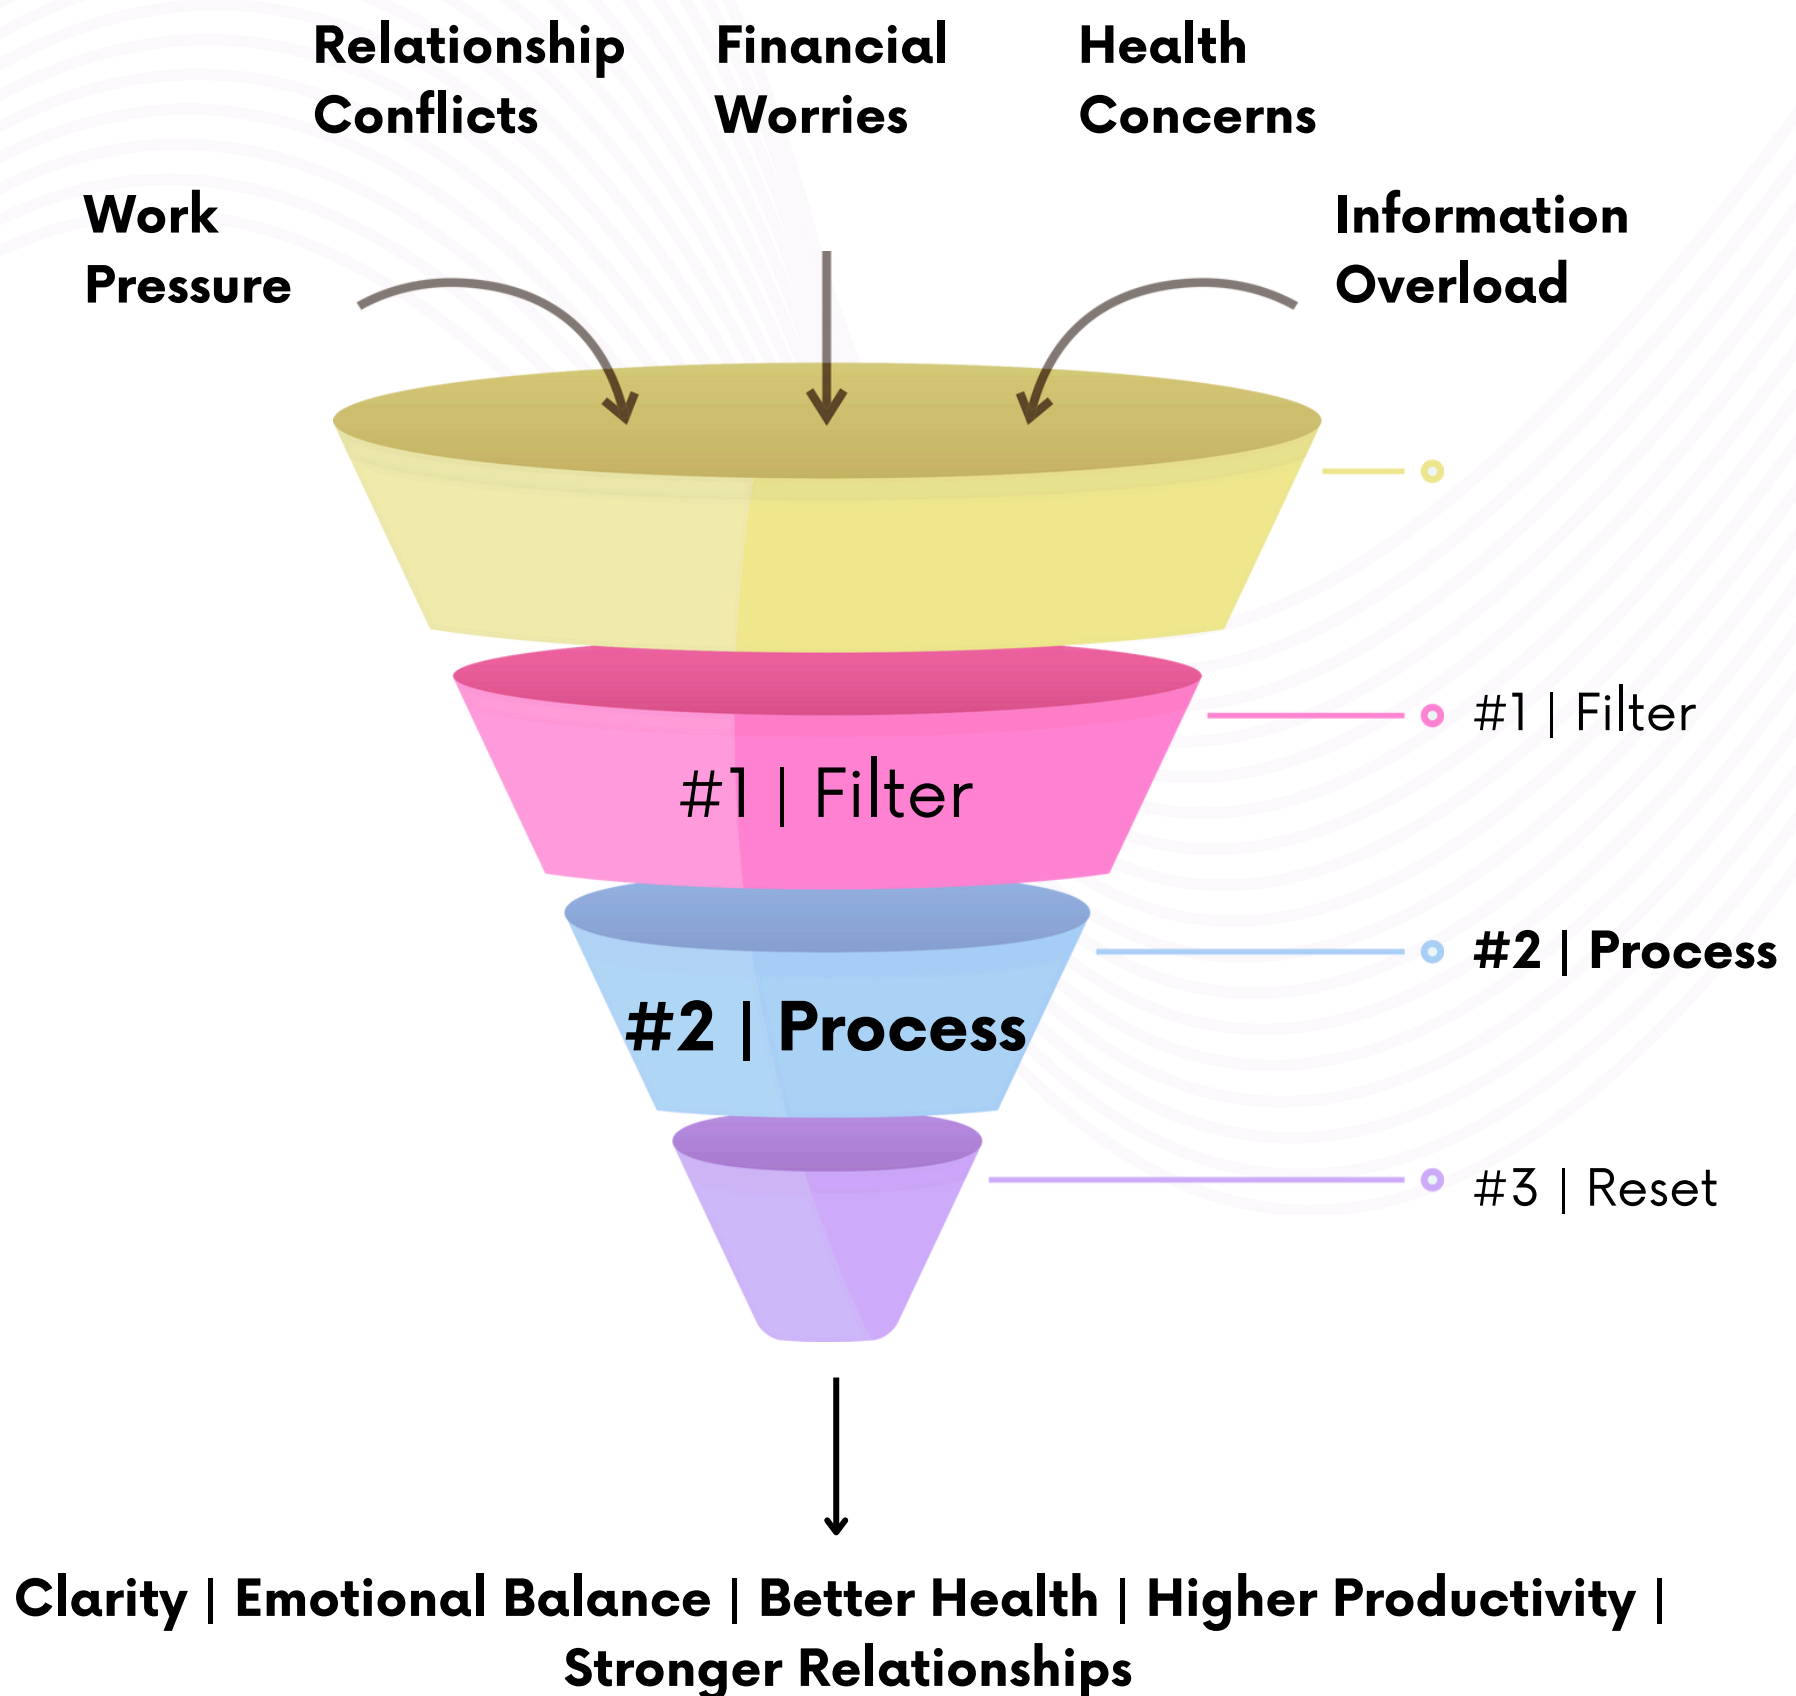 Relationship
Conflicts
Financial
Worries
Health
Concerns
Work
Pressure
Information
Overload
#1 | Filter
#1 | Filter
#2 | Process
#2 | Process
#3 | Reset
Clarity | Emotional Balance | Better Health | Higher Productivity |
Stronger Relationships